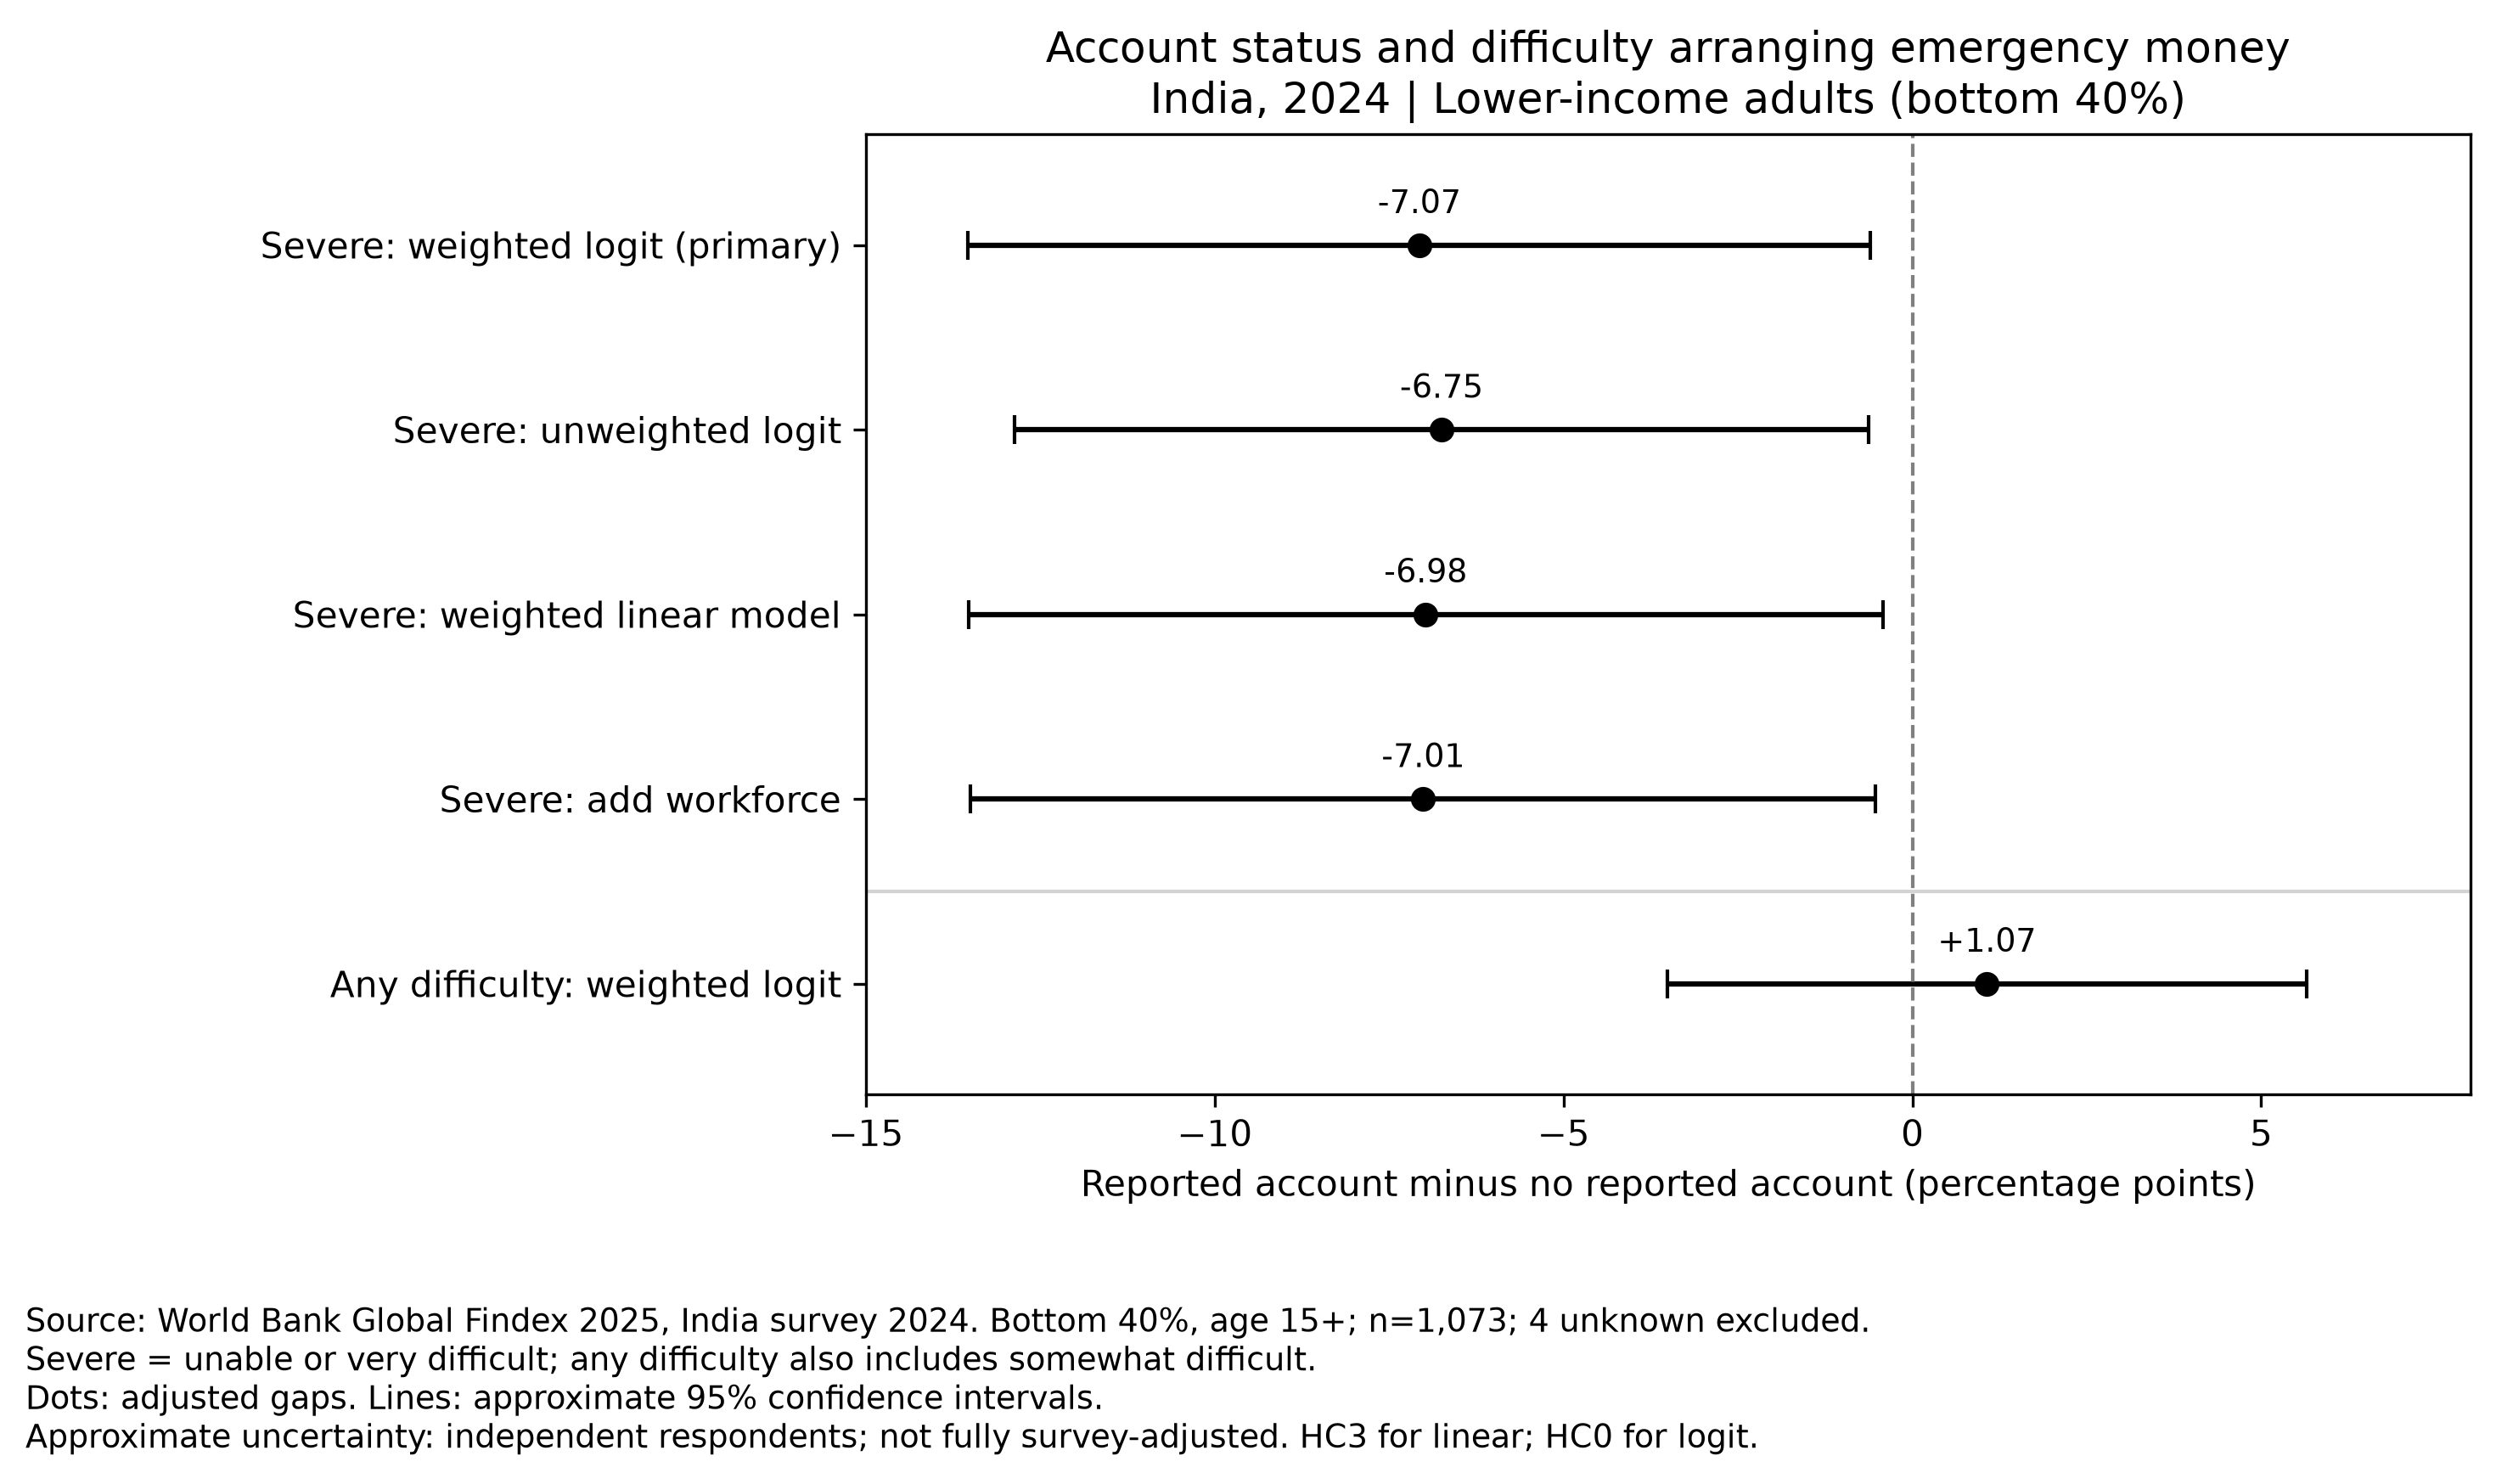 Account status and difficulty arranging emergency money
India, 2024 | Lower-income adults (bottom 40%)
-7.07
Severe: weighted logit (primary)
-6.75
Severe: unweighted logit
-6.98
Severe: weighted linear model
-7.01
Severe: add workforce
+1.07
Any difficulty: weighted logit
−15 −10 −5 0 5
Reported account minus no reported account (percentage points)
Source: World Bank Global Findex 2025, India survey 2024. Bottom 40%, age 15+; n=1,073; 4 unknown excluded.
Severe = unable or very difficult; any difficulty also includes somewhat difficult.
Dots: adjusted gaps. Lines: approximate 95% confidence intervals.
Approximate uncertainty: independent respondents; not fully survey-adjusted. HC3 for linear; HC0 for logit.